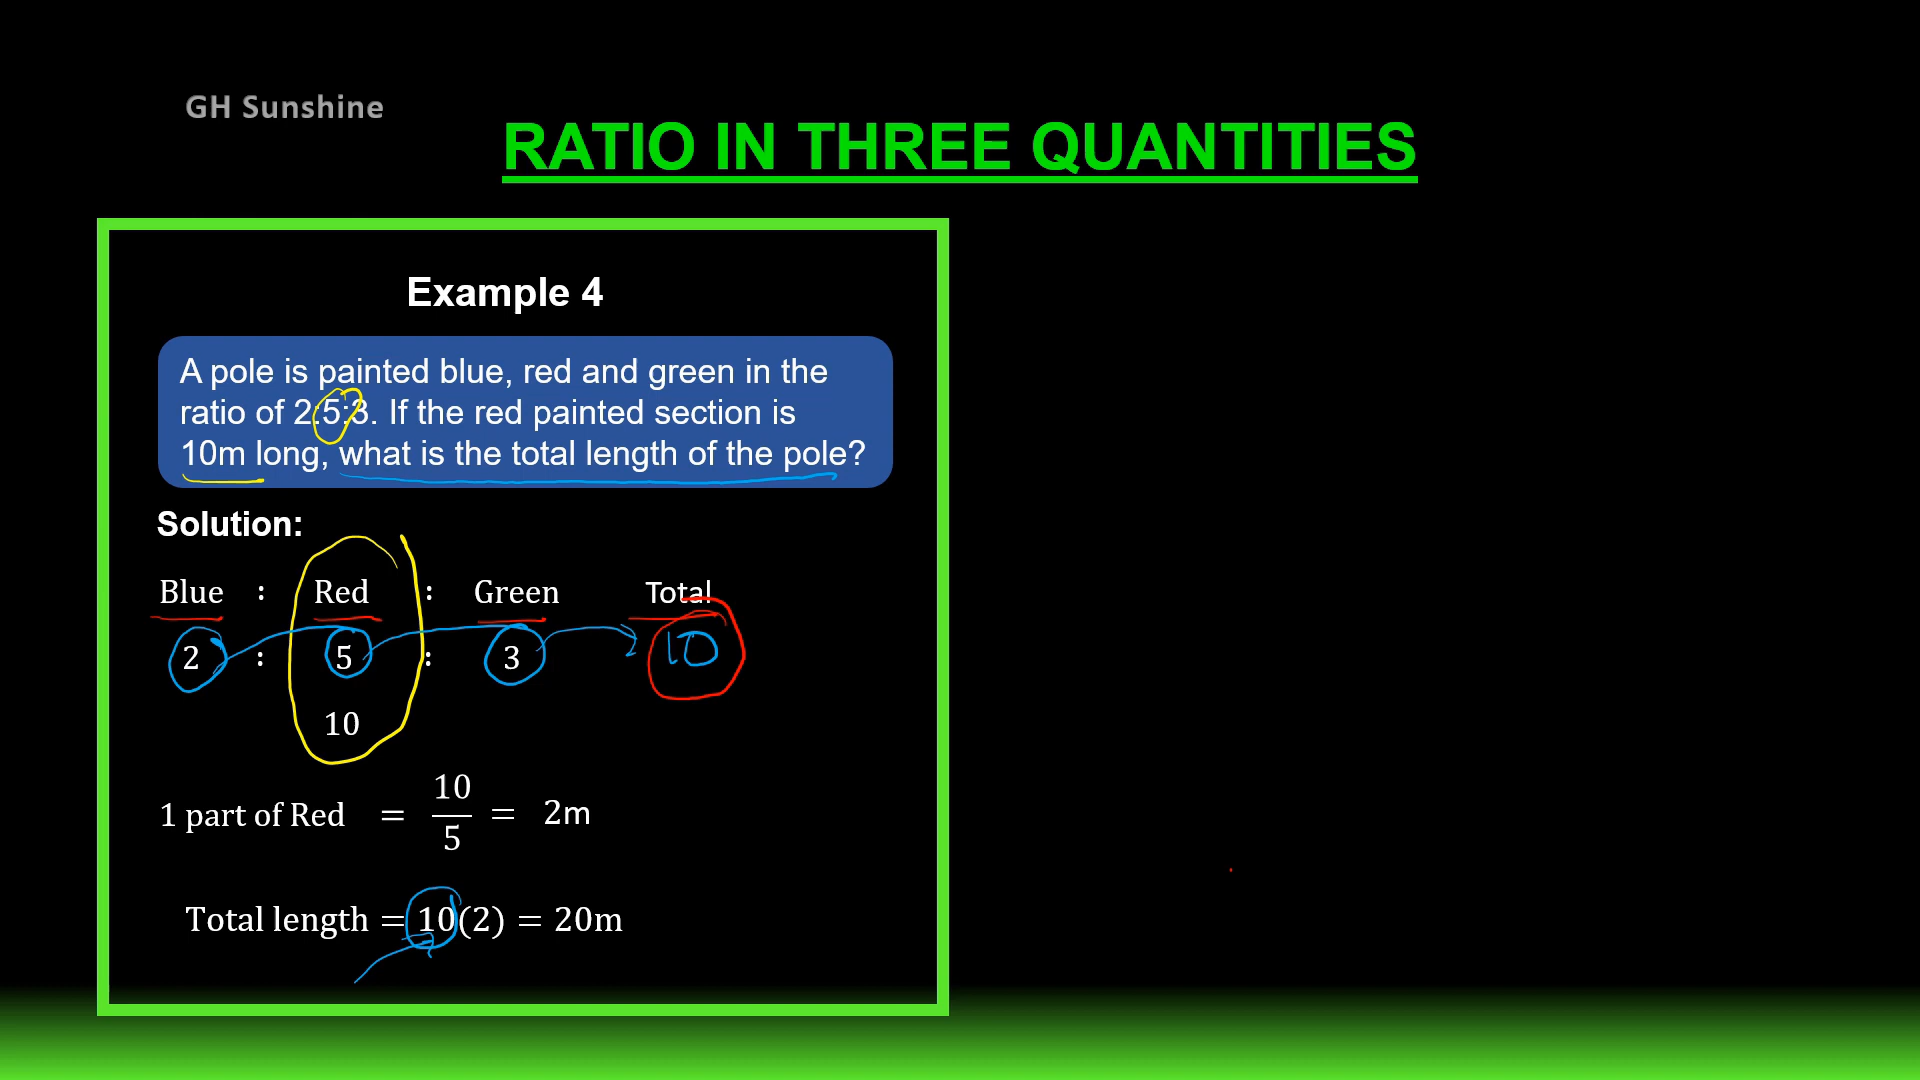 GH Sunshine
RATIO IN THREE QUANTITIES
Example 4
A pole is painted blue, red and green in the
ratio of 2:5:3. If the red painted section is
10m long, what is the total length of the pole?
Solution:
Blue : Red : Green Total
2 : 5 : 3 10
10
1 part of Red = 10/5 = 2m
Total length = 10(2) = 20m